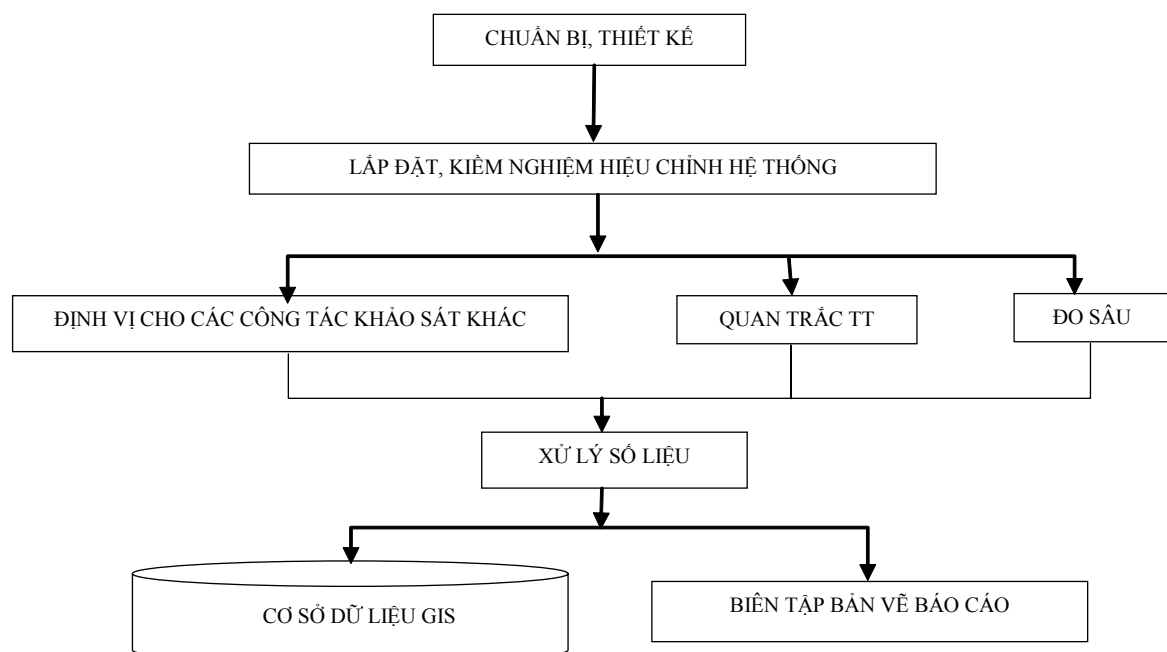 CHUẨN BỊ, THIẾT KẾ
LẮP ĐẶT, KIỀM NGHIỆM HIỆU CHỈNH HỆ THỐNG
ĐỊNH VỊ CHO CÁC CÔNG TÁC KHẢO SÁT KHÁC
QUAN TRẮC TT
ĐO SÂU
XỬ LÝ SỐ LIỆU
CƠ SỞ DỮ LIỆU GIS
BIÊN TẬP BẢN VẼ BÁO CÁO